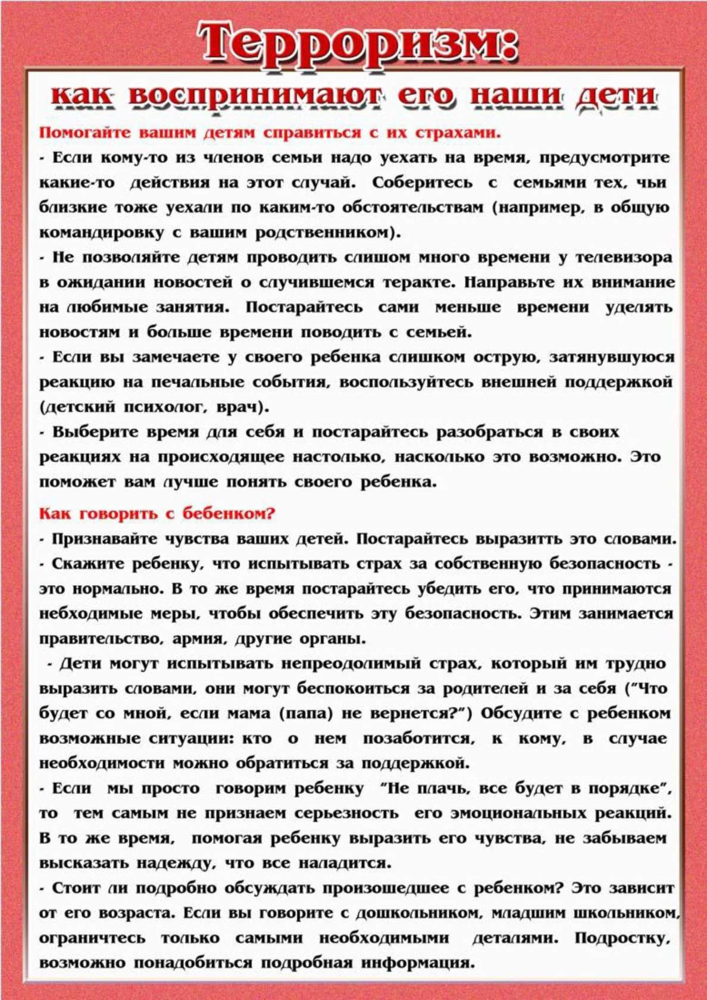 Терроризм:
как воспринимают его наши дети
Помогайте вашим детям справиться с их страхами.
- Если кому-то из членов семьи надо уехать на время, предусмотрите
какие-то действия на этот случай. Соберитесь с семьями тех, чьи
близкие тоже уехали по каким-то обстоятельствам (например, в общую
командировку с вашим родственником).
- Не позволяйте детям проводить слишом много времени у телевизора
в ожидании новостей о случившемся теракте. Направьте их внимание
на любимые занятия. Постарайтесь сами меньше времени уделять
новостям и больше времени поводить с семьей.
- Если вы замечаете у своего ребенка слишком острую, затянувшуюся
реакцию на печальные события, воспользуйтесь внешней поддержкой
(детский психолог, врач).
- Выберите время для себя и постарайтесь разобраться в своих
реакциях на происходящее настолько, насколько это возможно. Это
поможет вам лучше понять своего ребенка.
Как говорить с бебенком?
- Признавайте чувства ваших детей. Постарайтесь выразитть это словами.
- Скажите ребенку, что испытывать страх за собственную безопасность -
это нормально. В то же время постарайтесь убедить его, что принимаются
небходимые меры, чтобы обеспечить эту безопасность. Этим занимается
правительство, армия, другие органы.
- Дети могут испытывать непреодолимый страх, который им трудно
выразить словами, они могут беспокоиться за родителей и за себя ("Что
будет со мной, если мама (папа) не вернется?") Обсудите с ребенком
возможные ситуации: кто о нем позаботится, к кому, в случае
необходимости можно обратиться за поддержкой.
- Если мы просто говорим ребенку "Не плачь, все будет в порядке",
то тем самым не признаем серьезность его эмоциональных реакций.
В то же время, помогая ребенку выразить его чувства, не забываем
высказать надежду, что все наладится.
- Стоит ли подробно обсуждать произошедшее с ребенком? Это зависит
от его возраста. Если вы говорите с дошкольником, младшим школьником,
ограничтесь только самыми необходимыми деталями. Подростку,
возможно понадобиться подробная информация.